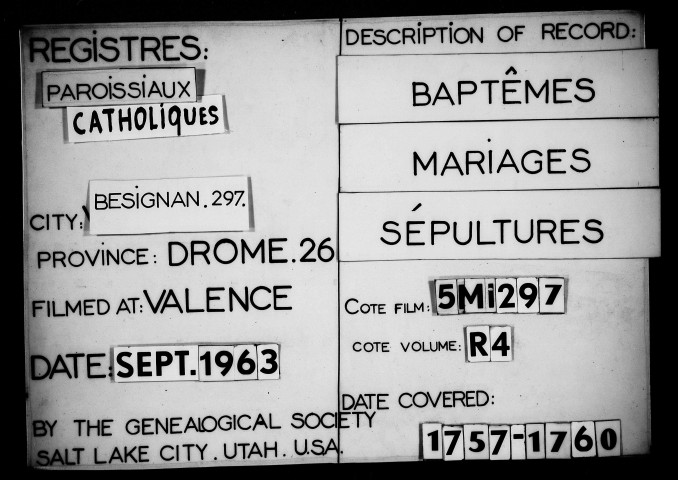 REGISTRES:
PAROISSIAUX
CATHOLIQUES
CITY: BESIGNAN.297.
PROVINCE: DROME.26
FILMED AT: VALENCE
DATE: SEPT.1963
BY THE GENEALOGICAL SOCIETY
SALT LAKE CITY. UTAH. U.S.A.
DESCRIPTION OF RECORD:
BAPTÊMES
MARIAGES
SÉPULTURES
COTE FILM: 5Mi297
COTE VOLUME: R4
DATE COVERED:
1757-1760